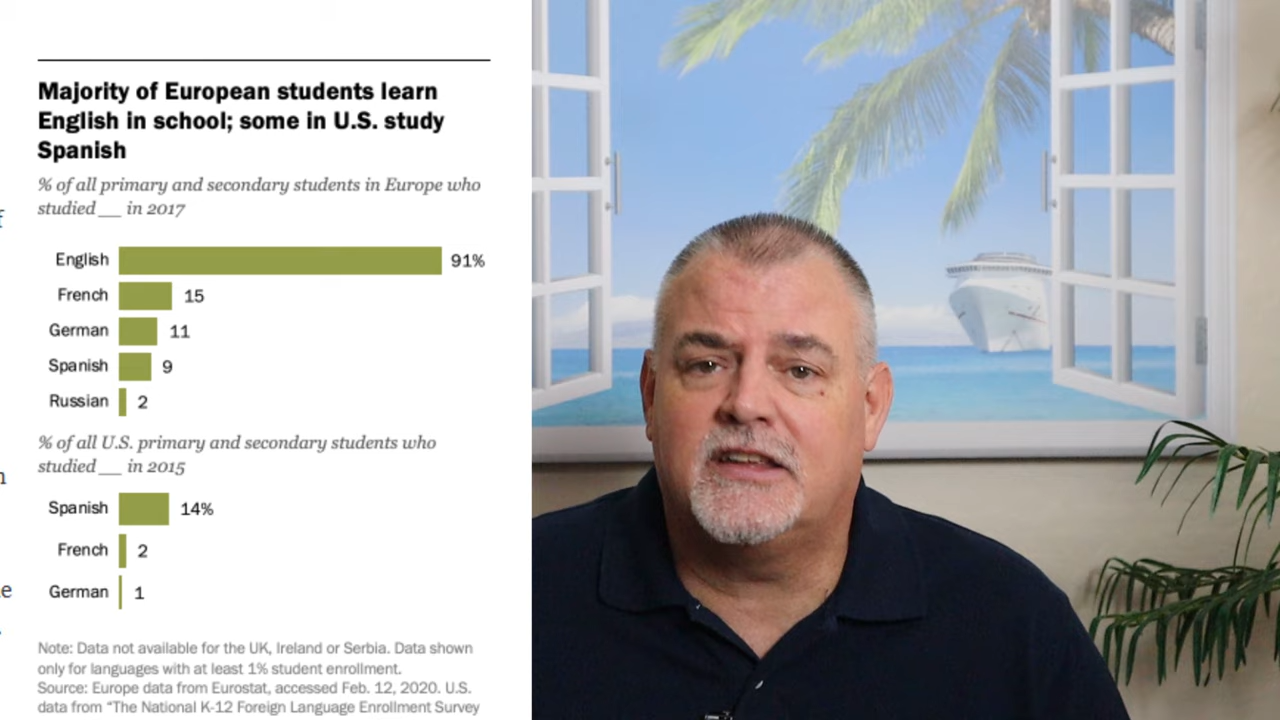 Majority of European students learn
English in school; some in U.S. study
Spanish
% of all primary and secondary students in Europe who
studied __ in 2017
English 91%
French 15
German 11
Spanish 9
Russian 2
% of all U.S. primary and secondary students who
studied __ in 2015
Spanish 14%
French 2
German 1
Note: Data not available for the UK, Ireland or Serbia. Data shown
only for languages with at least 1% student enrollment.
Source: Europe data from Eurostat, accessed Feb. 12, 2020. U.S.
data from “The National K-12 Foreign Language Enrollment Survey